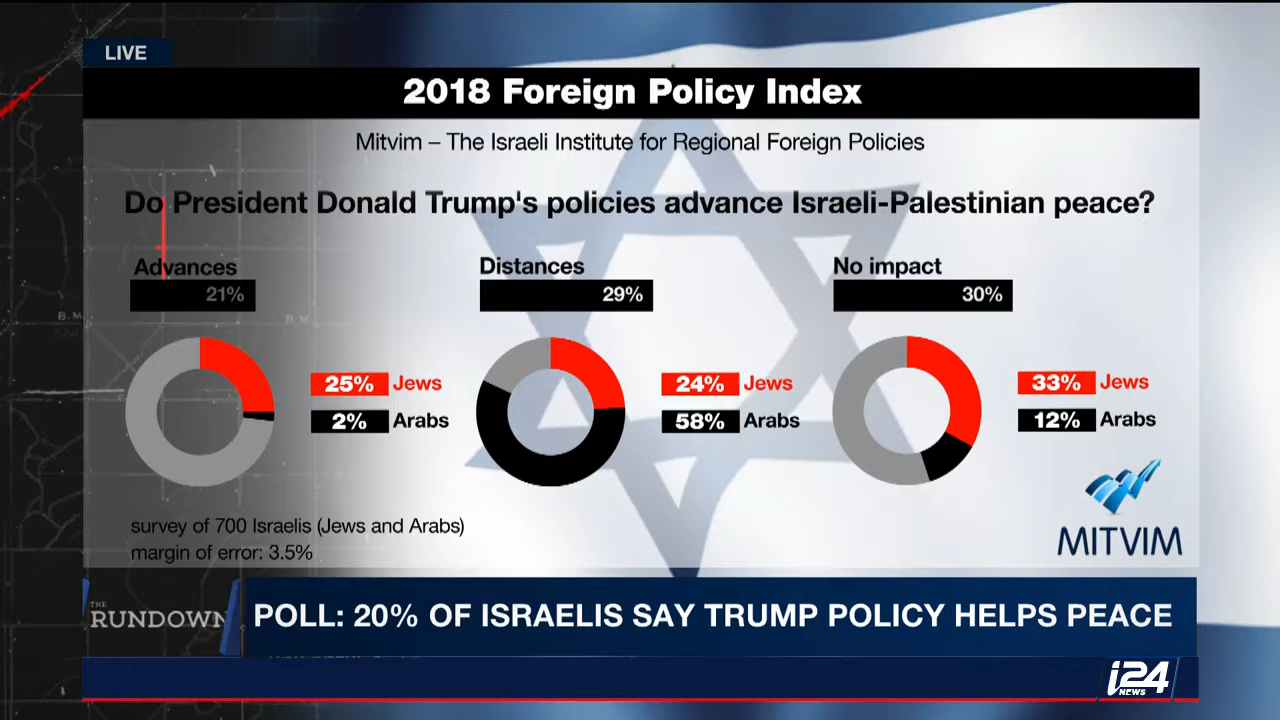 LIVE
2018 Foreign Policy Index
Mitvim – The Israeli Institute for Regional Foreign Policies
Do President Donald Trump's policies advance Israeli-Palestinian peace?
Advances
21%
25% Jews
2% Arabs
Distances
29%
24% Jews
58% Arabs
No impact
30%
33% Jews
12% Arabs
B.M
B M
survey of 700 Israelis (Jews and Arabs)
margin of error: 3.5%
MITVIM
THE
RUNDOWN
POLL: 20% OF ISRAELIS SAY TRUMP POLICY HELPS PEACE
i24
NEWS